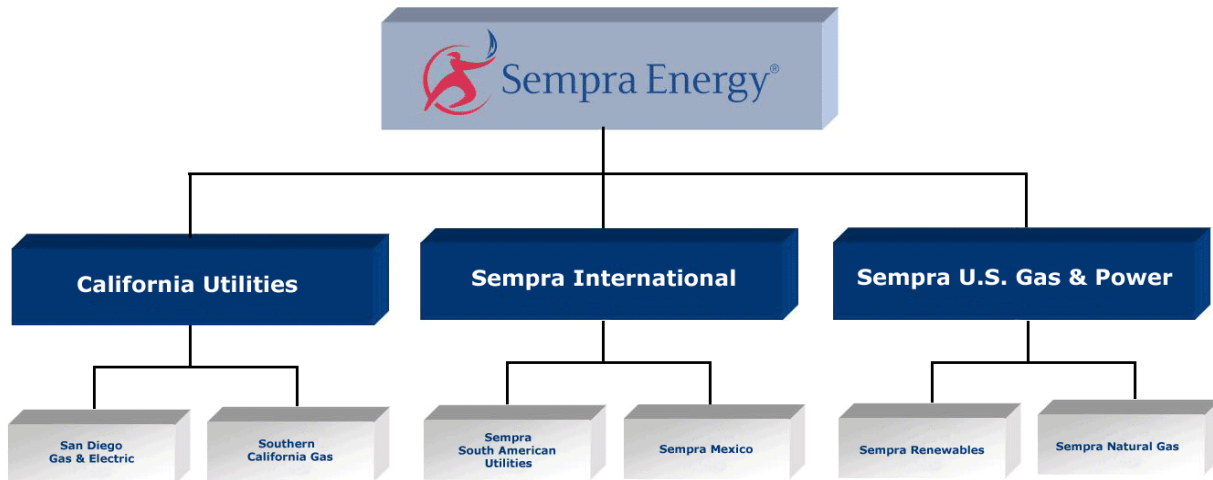 Sempra Energy®
California Utilities
Sempra International
Sempra U.S. Gas & Power
San Diego
Gas & Electric
Southern
California Gas
Sempra
South American
Utilities
Sempra Mexico
Sempra Renewables
Sempra Natural Gas